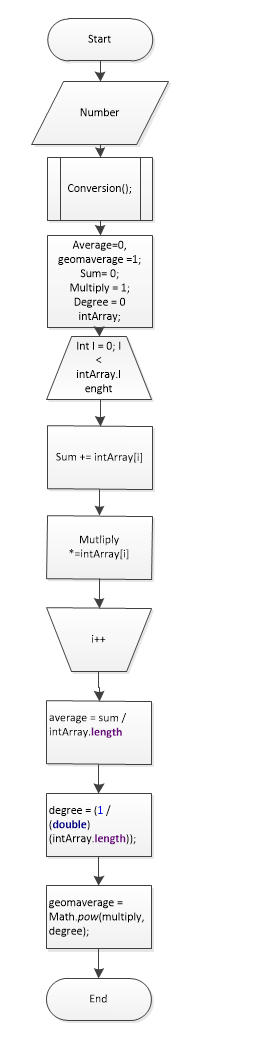 Start
Number
Conversion();
Average=0,
geomaverage =1;
Sum= 0;
Multiply = 1;
Degree = 0
intArray;
Int I = 0; I
<
intArray.l
enght
Sum += intArray[i]
Mutliply
*=intArray[i]
i++
average = sum /
intArray.length
degree = (1 /
(double)
(intArray.length));
geomaverage =
Math.pow(multiply,
degree);
End